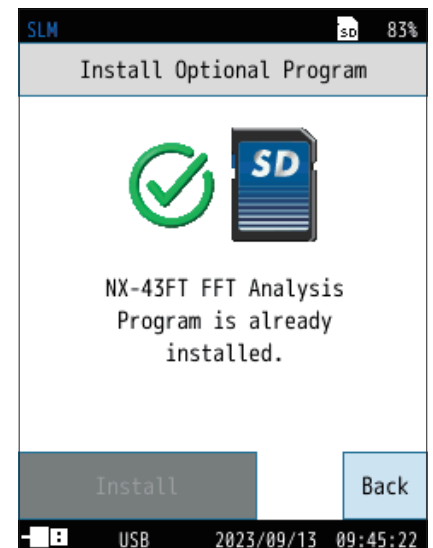 SLM SD 83%
Install Optional Program
SD
NX-43FT FFT Analysis
Program is already
installed.
Install Back
USB 2023/09/13 09:45:22